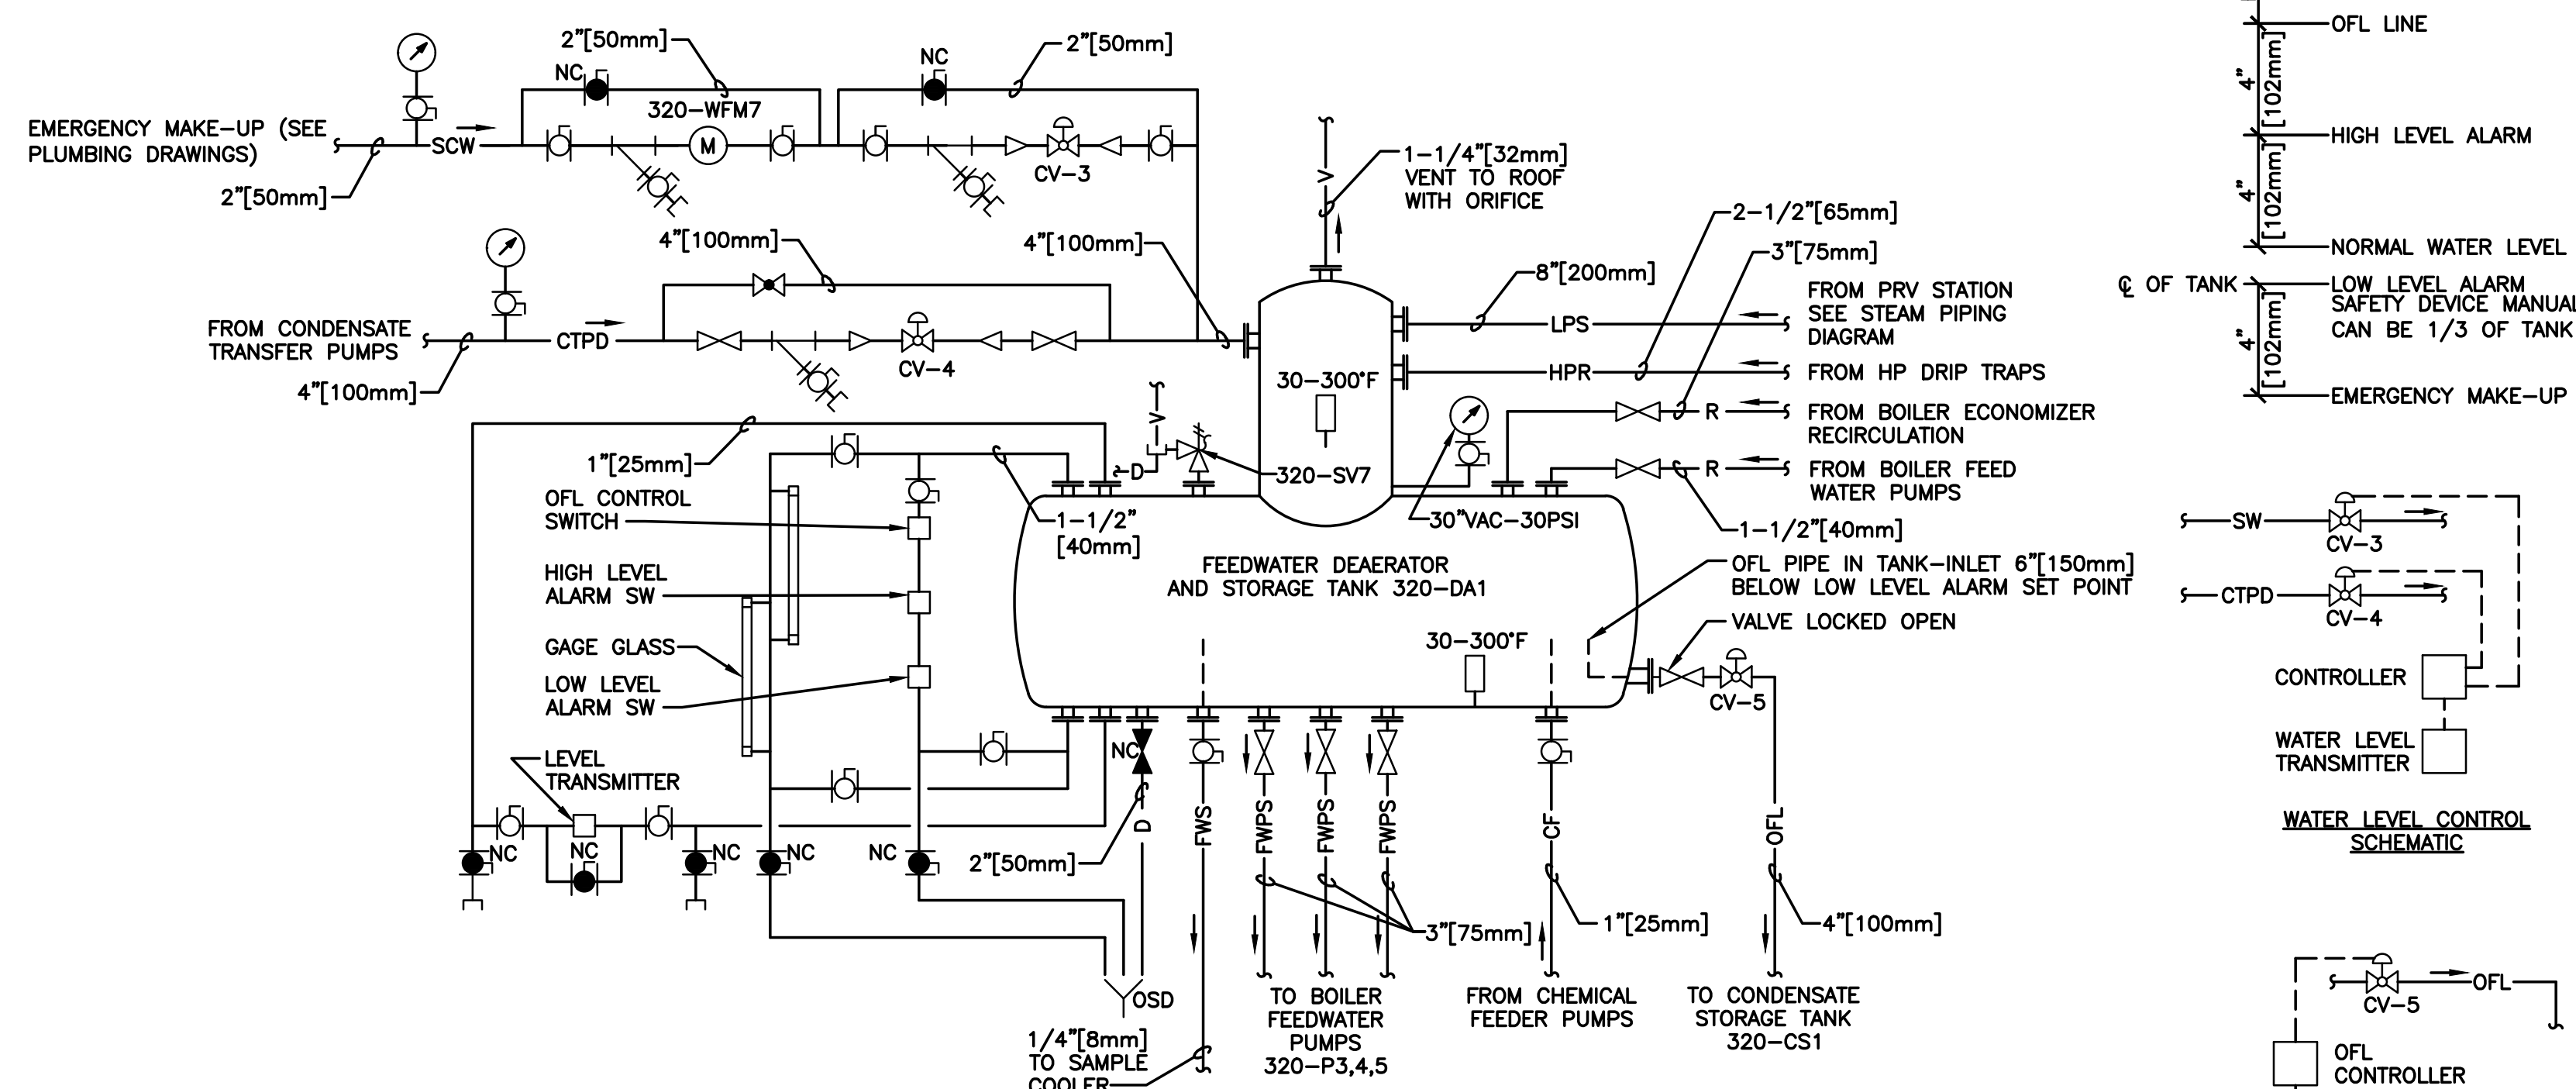 2"[50mm]
NC
320-WFM7
NC
2"[50mm]
EMERGENCY MAKE-UP (SEE
PLUMBING DRAWINGS)
SCW
M
CV-3
2"[50mm]
1-1/4"[32mm]
VENT TO ROOF
WITH ORIFICE
V
4"[100mm]
4"[100mm]
2-1/2"[65mm]
3"[75mm]
8"[200mm]
FROM CONDENSATE
TRANSFER PUMPS
CTPD
CV-4
4"[100mm]
LPS
FROM PRV STATION
SEE STEAM PIPING
DIAGRAM
HPR
FROM HP DRIP TRAPS
30-300°F
R
FROM BOILER ECONOMIZER
RECIRCULATION
R
FROM BOILER FEED
WATER PUMPS
1"[25mm]
V
D
320-SV7
30"VAC-30PSI
1-1/2"[40mm]
OFL CONTROL
SWITCH
1-1/2"
[40mm]
HIGH LEVEL
ALARM SW
GAGE GLASS
LOW LEVEL
ALARM SW
LEVEL
TRANSMITTER
FEEDWATER DEAERATOR
AND STORAGE TANK 320-DA1
30-300°F
OFL PIPE IN TANK-INLET 6"[150mm]
BELOW LOW LEVEL ALARM SET POINT
VALVE LOCKED OPEN
CV-5
NC
NC
NC
NC
NC
NC
D
2"[50mm]
FWS
FWPS
FWPS
FWPS
CF
OFL
3"[75mm]
1"[25mm]
4"[100mm]
OSD
1/4"[8mm]
TO SAMPLE
COOLER
TO BOILER
FEEDWATER
PUMPS
320-P3,4,5
FROM CHEMICAL
FEEDER PUMPS
TO CONDENSATE
STORAGE TANK
320-CS1
OFL LINE
4"
[102mm]
HIGH LEVEL ALARM
4"
[102mm]
NORMAL WATER LEVEL
℄ OF TANK
LOW LEVEL ALARM
SAFETY DEVICE MANUAL
CAN BE 1/3 OF TANK
4"
[102mm]
EMERGENCY MAKE-UP
SW
CV-3
CTPD
CV-4
CONTROLLER
WATER LEVEL
TRANSMITTER
WATER LEVEL CONTROL
SCHEMATIC
CV-5
OFL
OFL
CONTROLLER